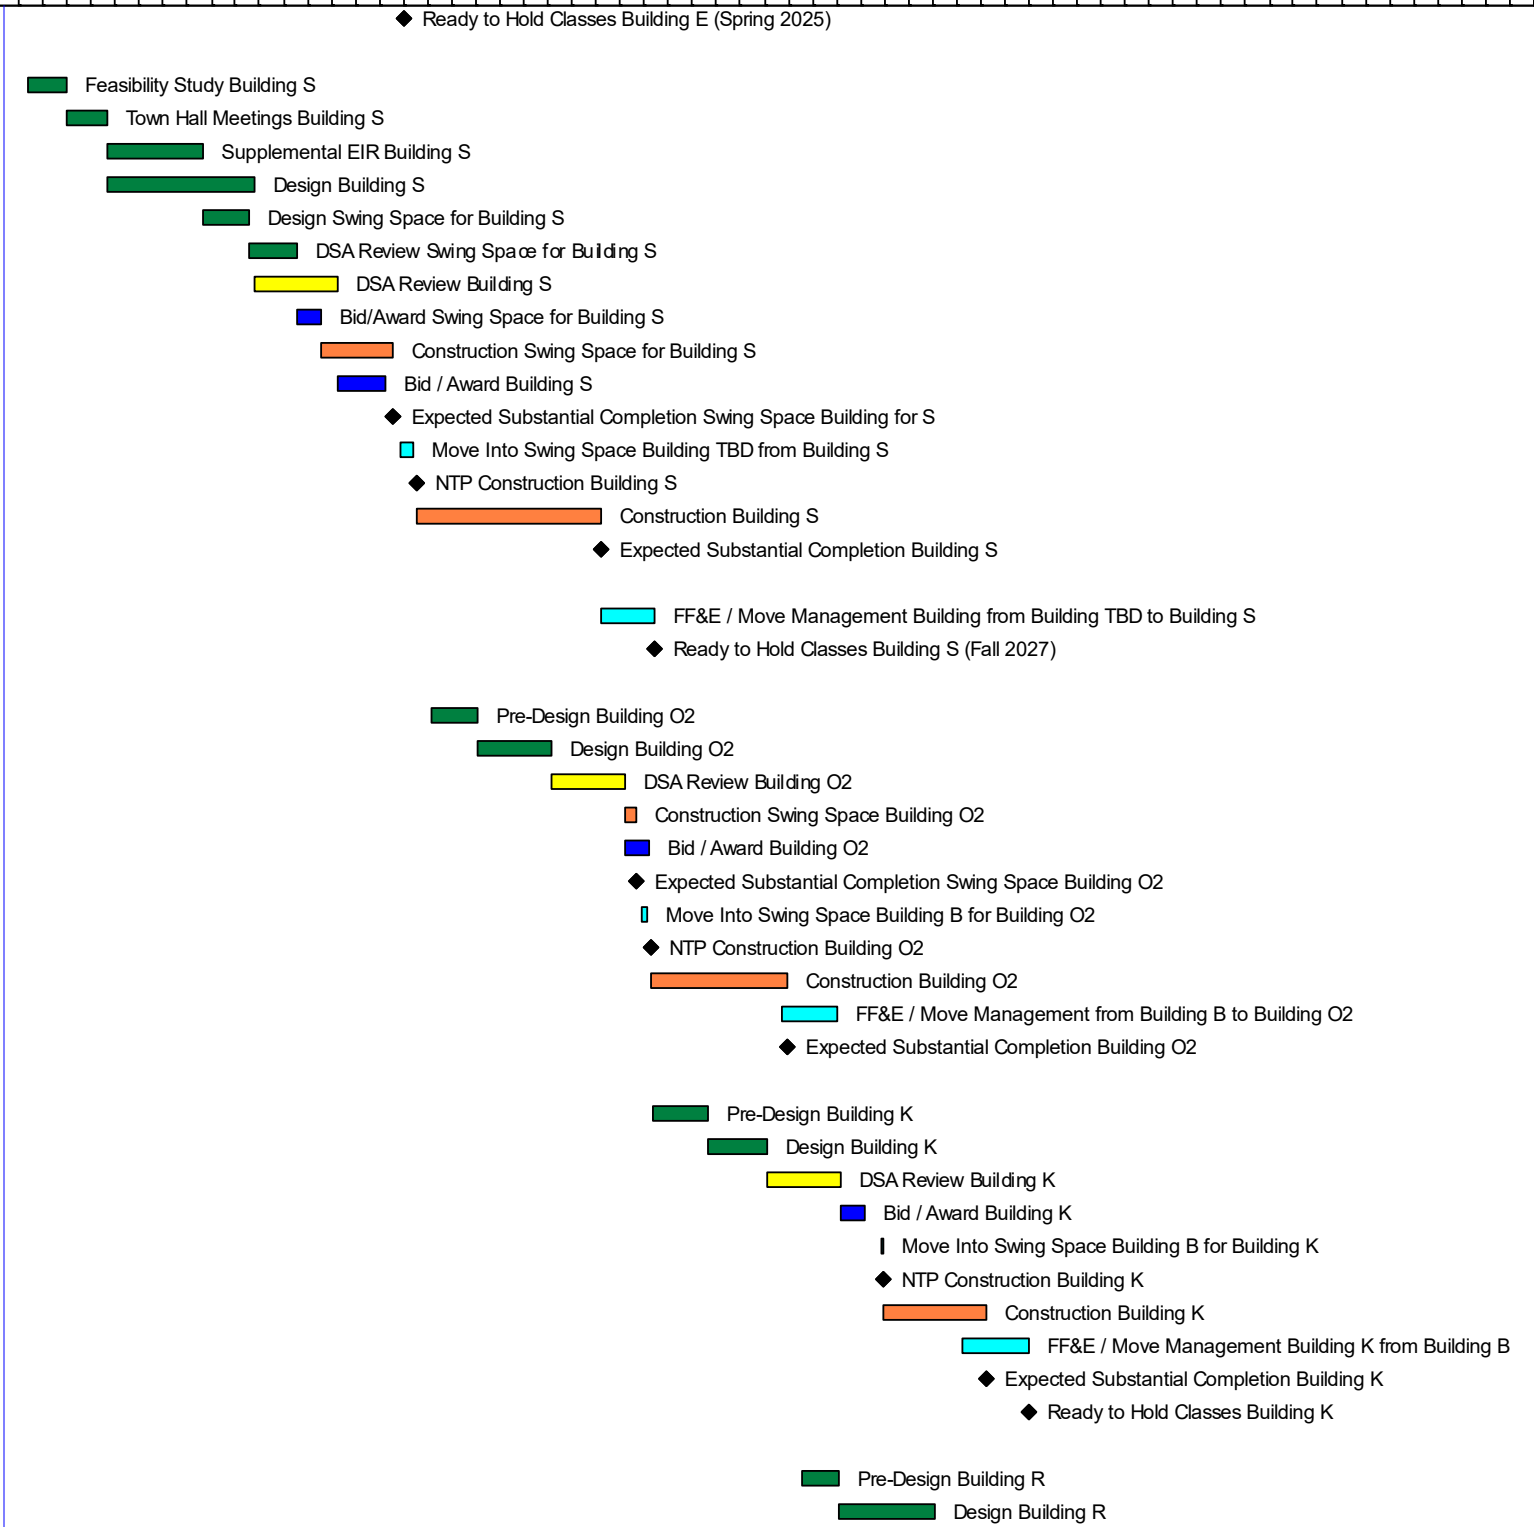 Ready to Hold Classes Building E (Spring 2025)
Feasibility Study Building S
Town Hall Meetings Building S
Supplemental EIR Building S
Design Building S
Design Swing Space for Building S
DSA Review Swing Space for Building S
DSA Review Building S
Bid/Award Swing Space for Building S
Construction Swing Space for Building S
Bid / Award Building S
Expected Substantial Completion Swing Space Building for S
Move Into Swing Space Building TBD from Building S
NTP Construction Building S
Construction Building S
Expected Substantial Completion Building S
FF&E / Move Management Building from Building TBD to Building S
Ready to Hold Classes Building S (Fall 2027)
Pre-Design Building O2
Design Building O2
DSA Review Building O2
Construction Swing Space Building O2
Bid / Award Building O2
Expected Substantial Completion Swing Space Building O2
Move Into Swing Space Building B for Building O2
NTP Construction Building O2
Construction Building O2
FF&E / Move Management from Building B to Building O2
Expected Substantial Completion Building O2
Pre-Design Building K
Design Building K
DSA Review Building K
Bid / Award Building K
Move Into Swing Space Building B for Building K
NTP Construction Building K
Construction Building K
FF&E / Move Management Building K from Building B
Expected Substantial Completion Building K
Ready to Hold Classes Building K
Pre-Design Building R
Design Building R